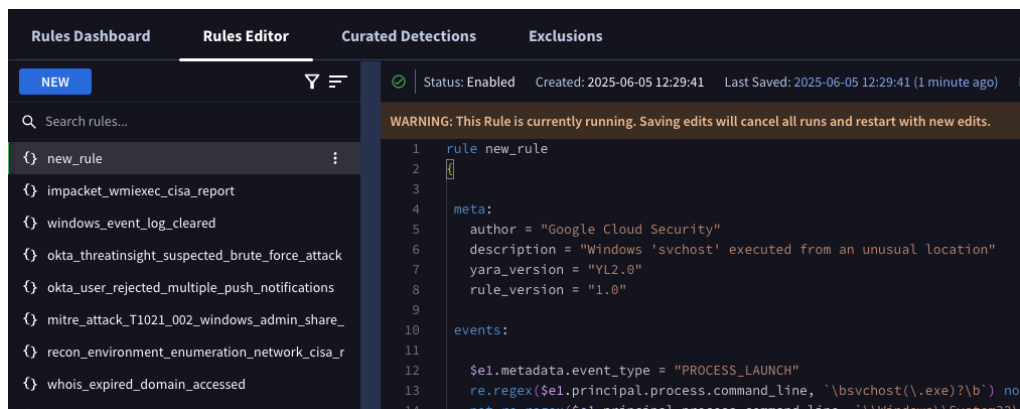 Rules Dashboard Rules Editor Curated Detections Exclusions
NEW
Status: Enabled Created: 2025-06-05 12:29:41 Last Saved: 2025-06-05 12:29:41 (1 minute ago)
Search rules...
WARNING: This Rule is currently running. Saving edits will cancel all runs and restart with new edits.
{} new_rule
{} impacket_wmiexec_cisa_report
{} windows_event_log_cleared
{} okta_threatinsight_suspected_brute_force_attack
{} okta_user_rejected_multiple_push_notifications
{} mitre_attack_T1021_002_windows_admin_share_
{} recon_environment_enumeration_network_cisa_r
{} whois_expired_domain_accessed
1 rule new_rule
2 {
3
4 meta:
5 author = "Google Cloud Security"
6 description = "Windows 'svchost' executed from an unusual location"
7 yara_version = "YL2.0"
8 rule_version = "1.0"
9
10 events:
11
12 $e1.metadata.event_type = "PROCESS_LAUNCH"
13 re.regex($e1.principal.process.command_line, `\bsvchost(\.exe)?\b`) no